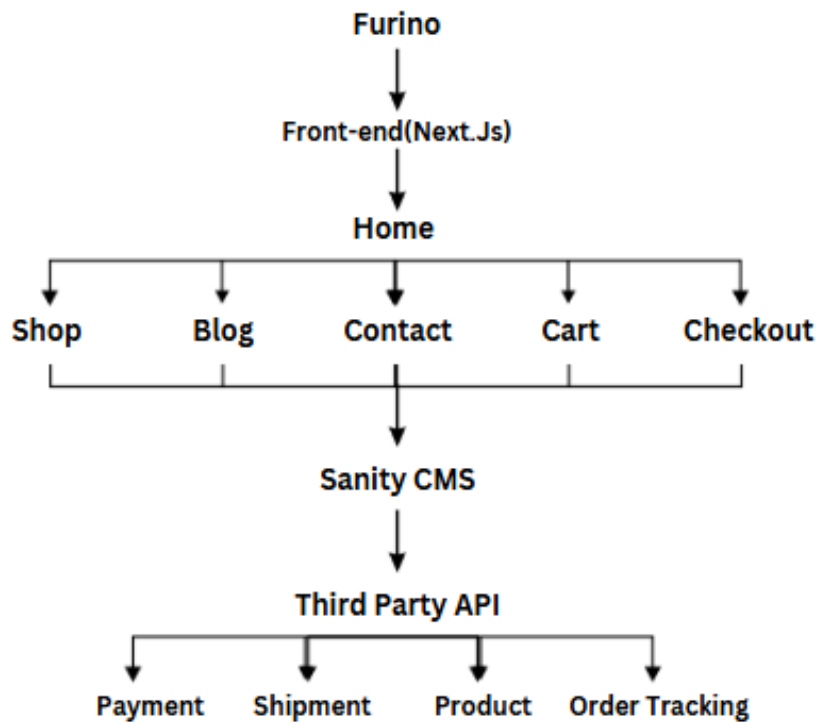 Furino
Front-end(Next.Js)
Home
Shop Blog Contact Cart Checkout
Sanity CMS
Third Party API
Payment Shipment Product Order Tracking